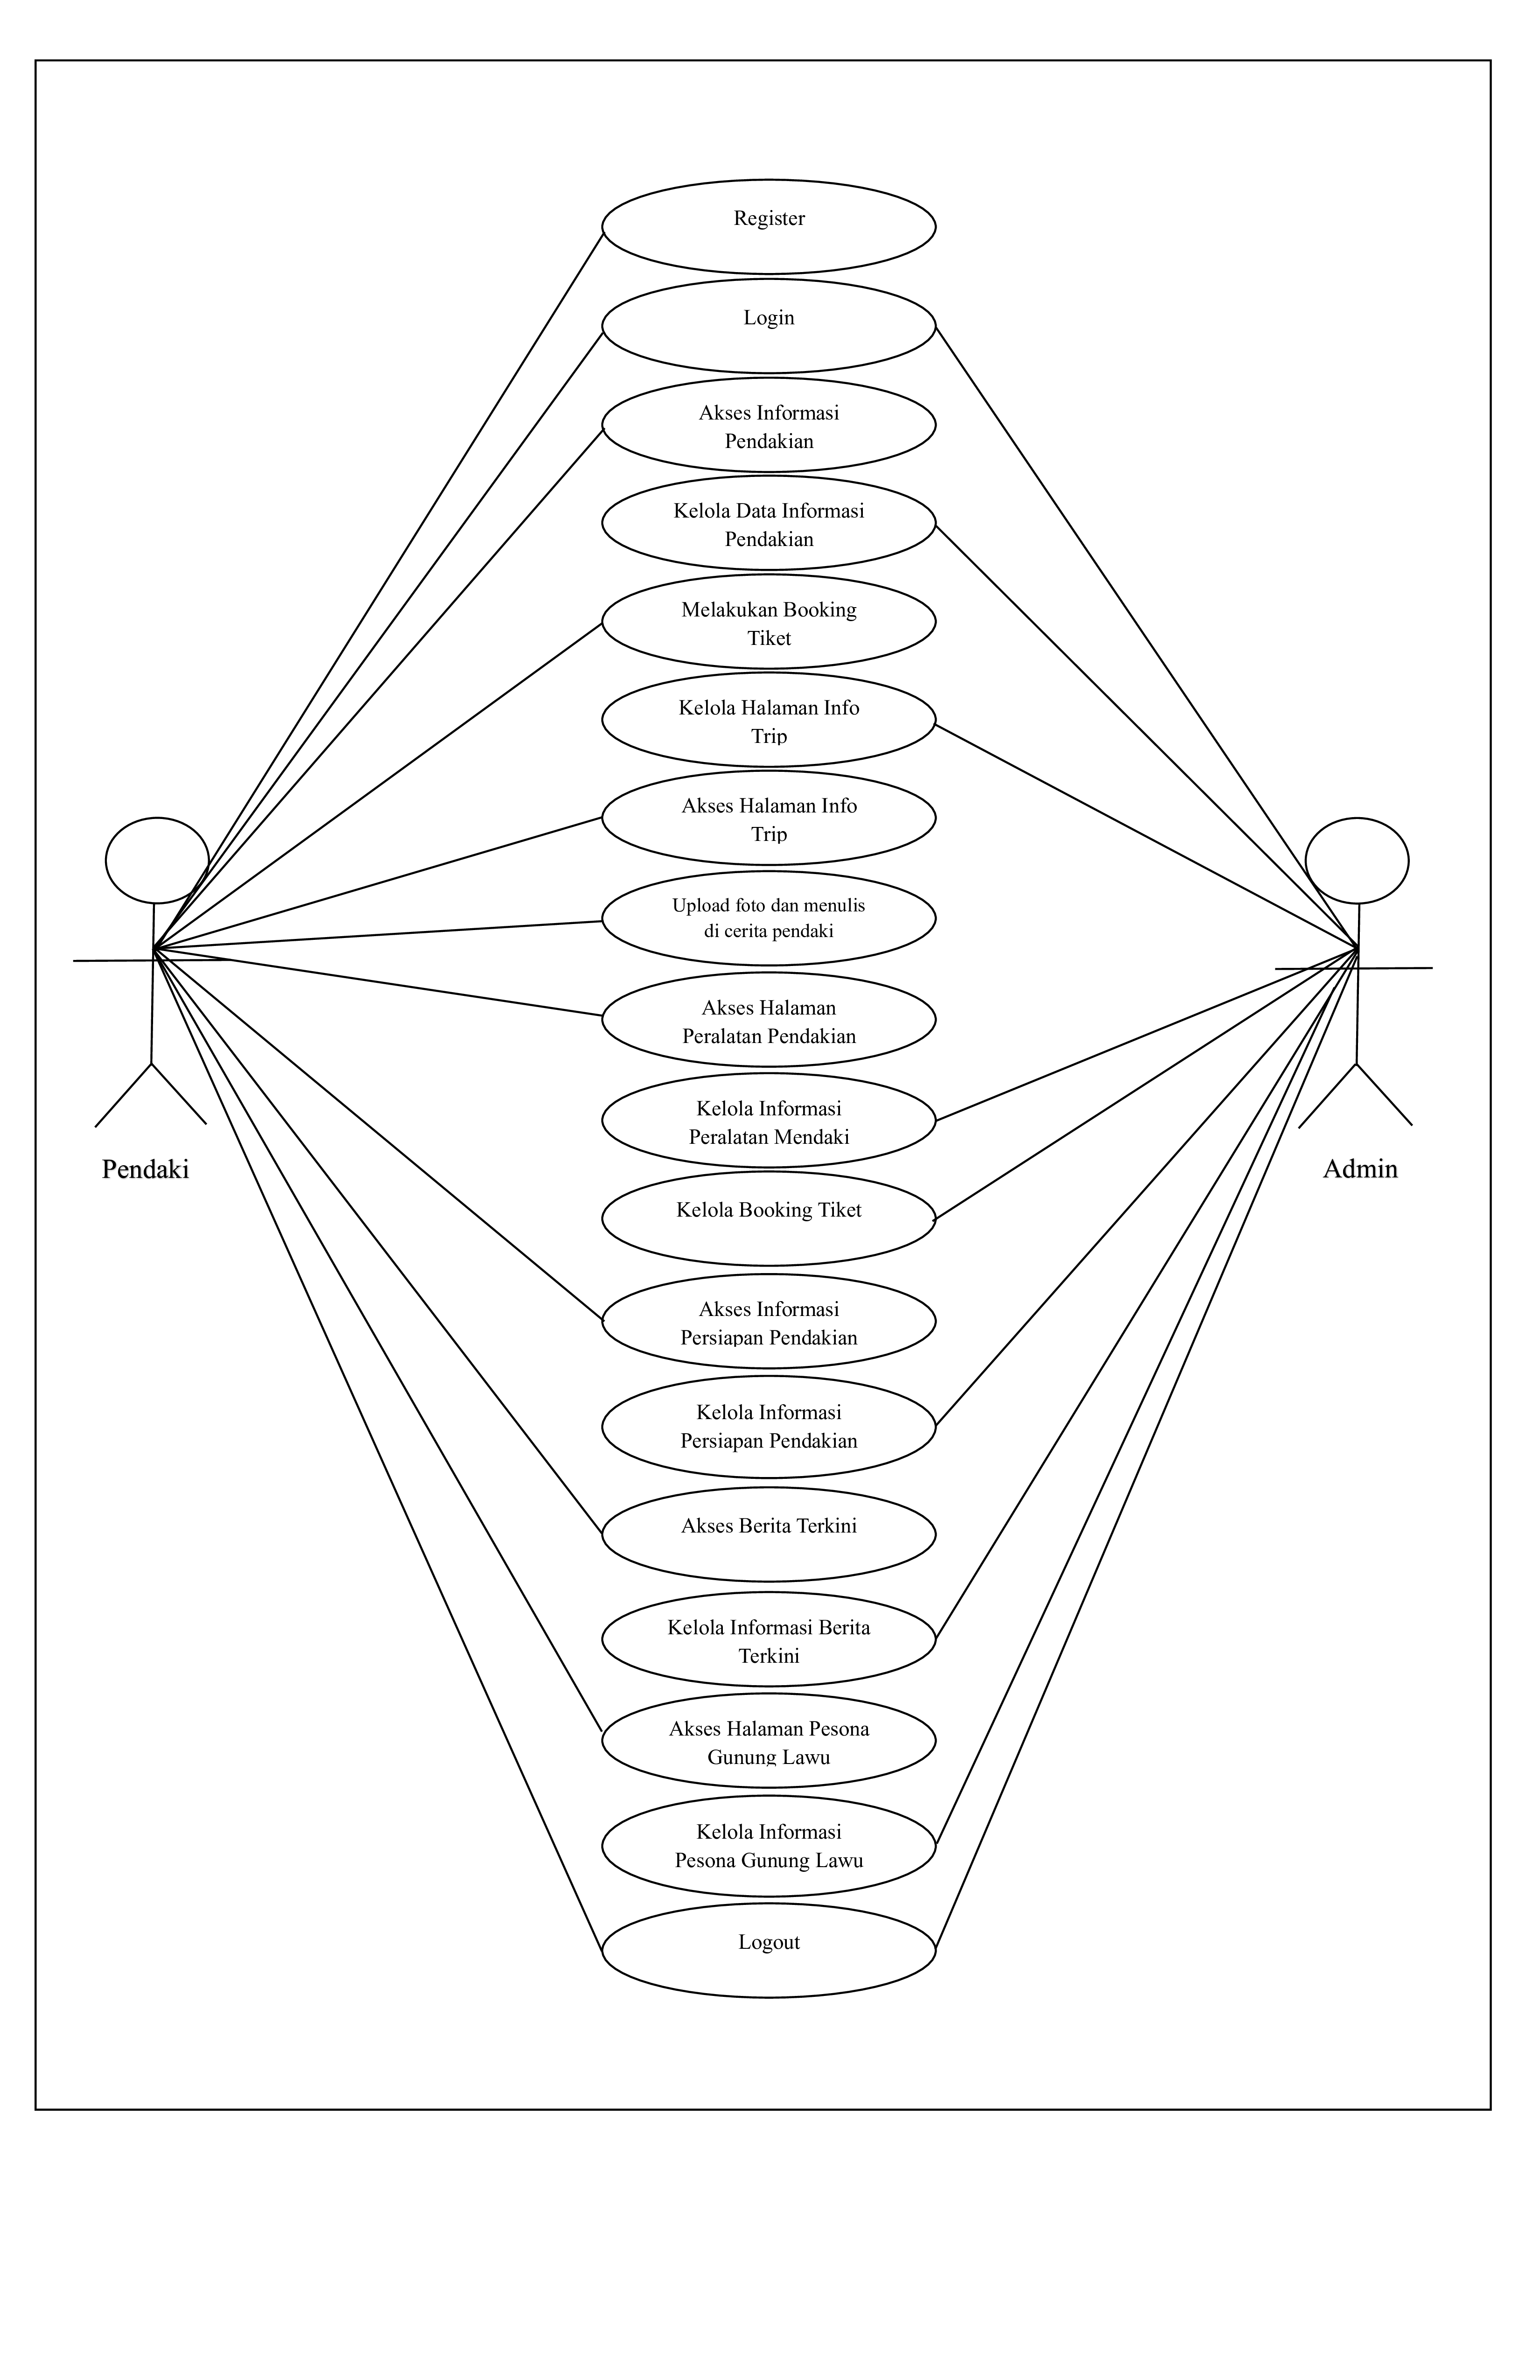 Register
Login
Akses Informasi
Pendakian
Kelola Data Informasi
Pendakian
Melakukan Booking
Tiket
Kelola Halaman Info
Trip
Akses Halaman Info
Trip
Upload foto dan menulis
di cerita pendaki
Akses Halaman
Peralatan Pendakian
Kelola Informasi
Peralatan Mendaki
Pendaki
Admin
Kelola Booking Tiket
Akses Informasi
Persiapan Pendakian
Kelola Informasi
Persiapan Pendakian
Akses Berita Terkini
Kelola Informasi Berita
Terkini
Akses Halaman Pesona
Gunung Lawu
Kelola Informasi
Pesona Gunung Lawu
Logout